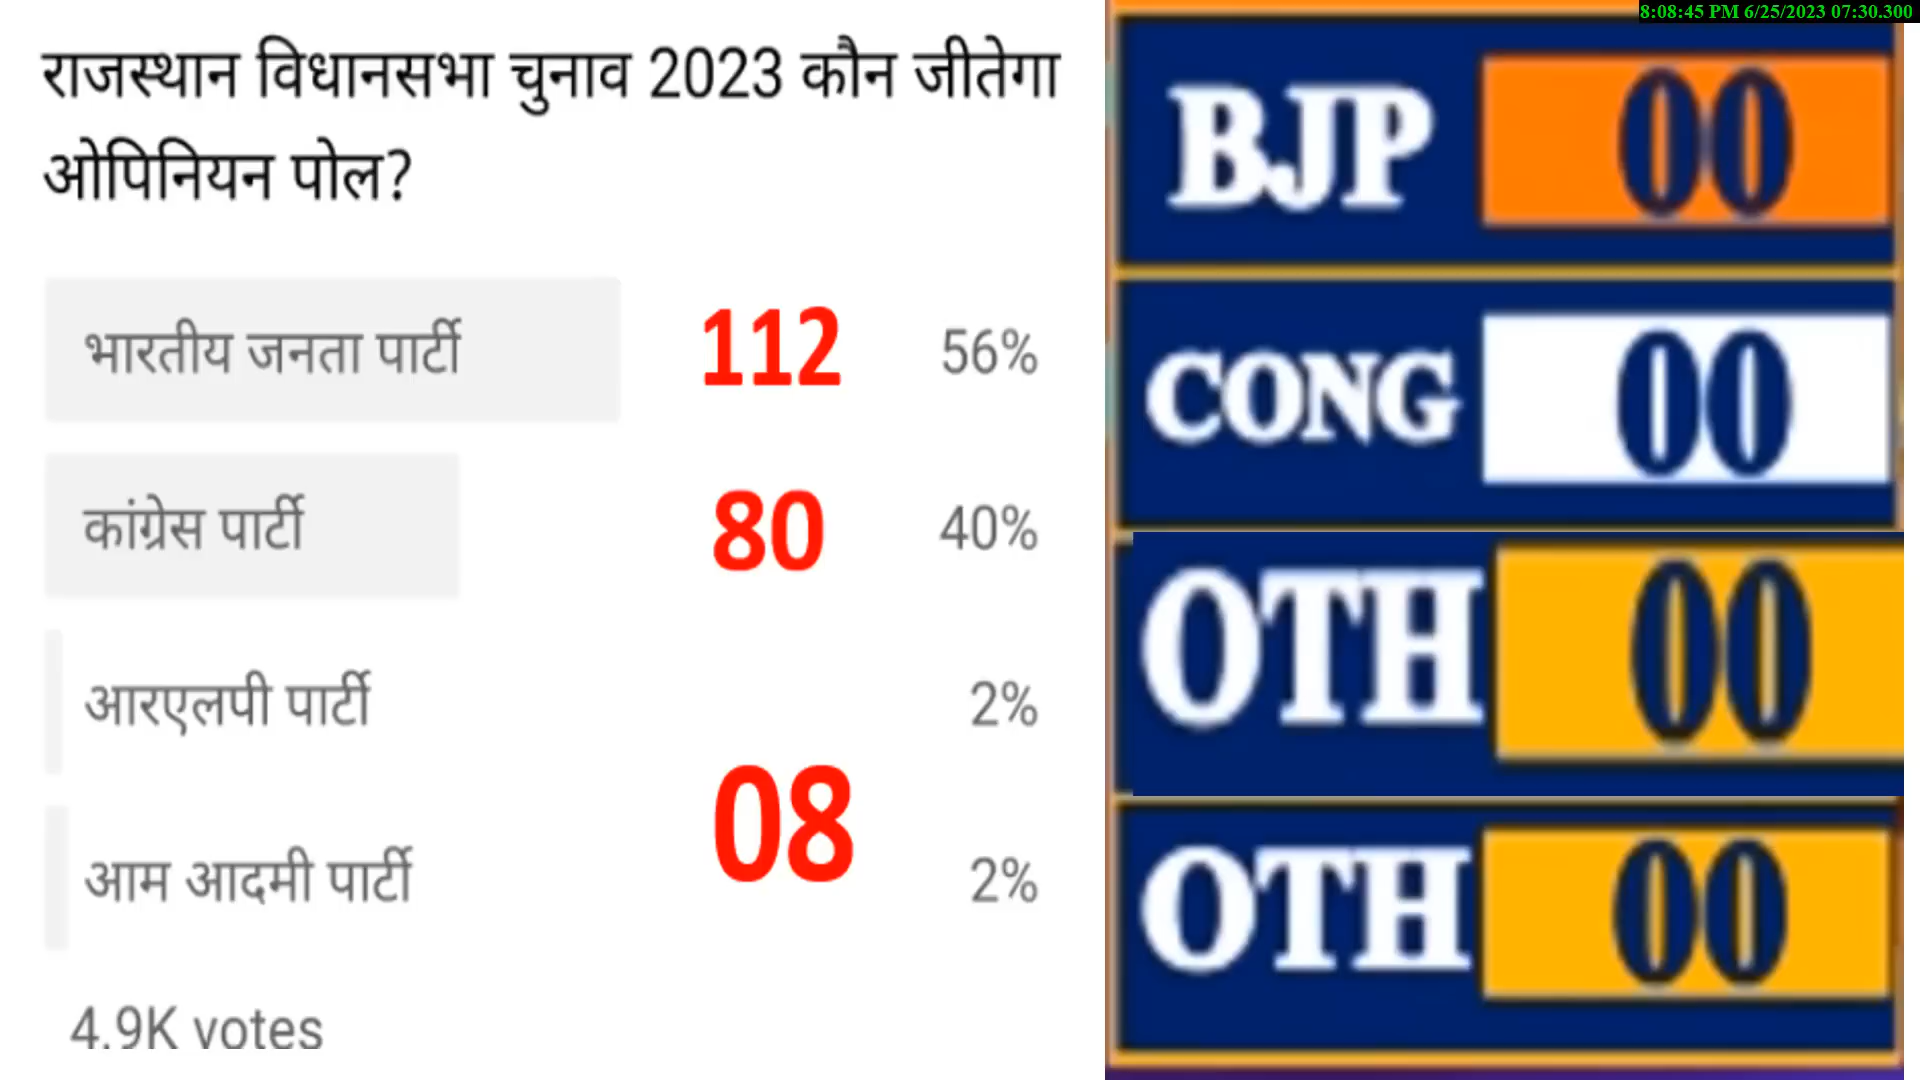 राजस्थान विधानसभा चुनाव 2023 कौन जीतेगा
ओपिनियन पोल?
भारतीय जनता पार्टी 112 56%
कांग्रेस पार्टी 80 40%
आरएलपी पार्टी 2%
08
आम आदमी पार्टी 2%
4.9K votes
8:08:45 PM 6/25/2023 07:30.300
BJP 00
CONG 00
OTH 00
OTH 00